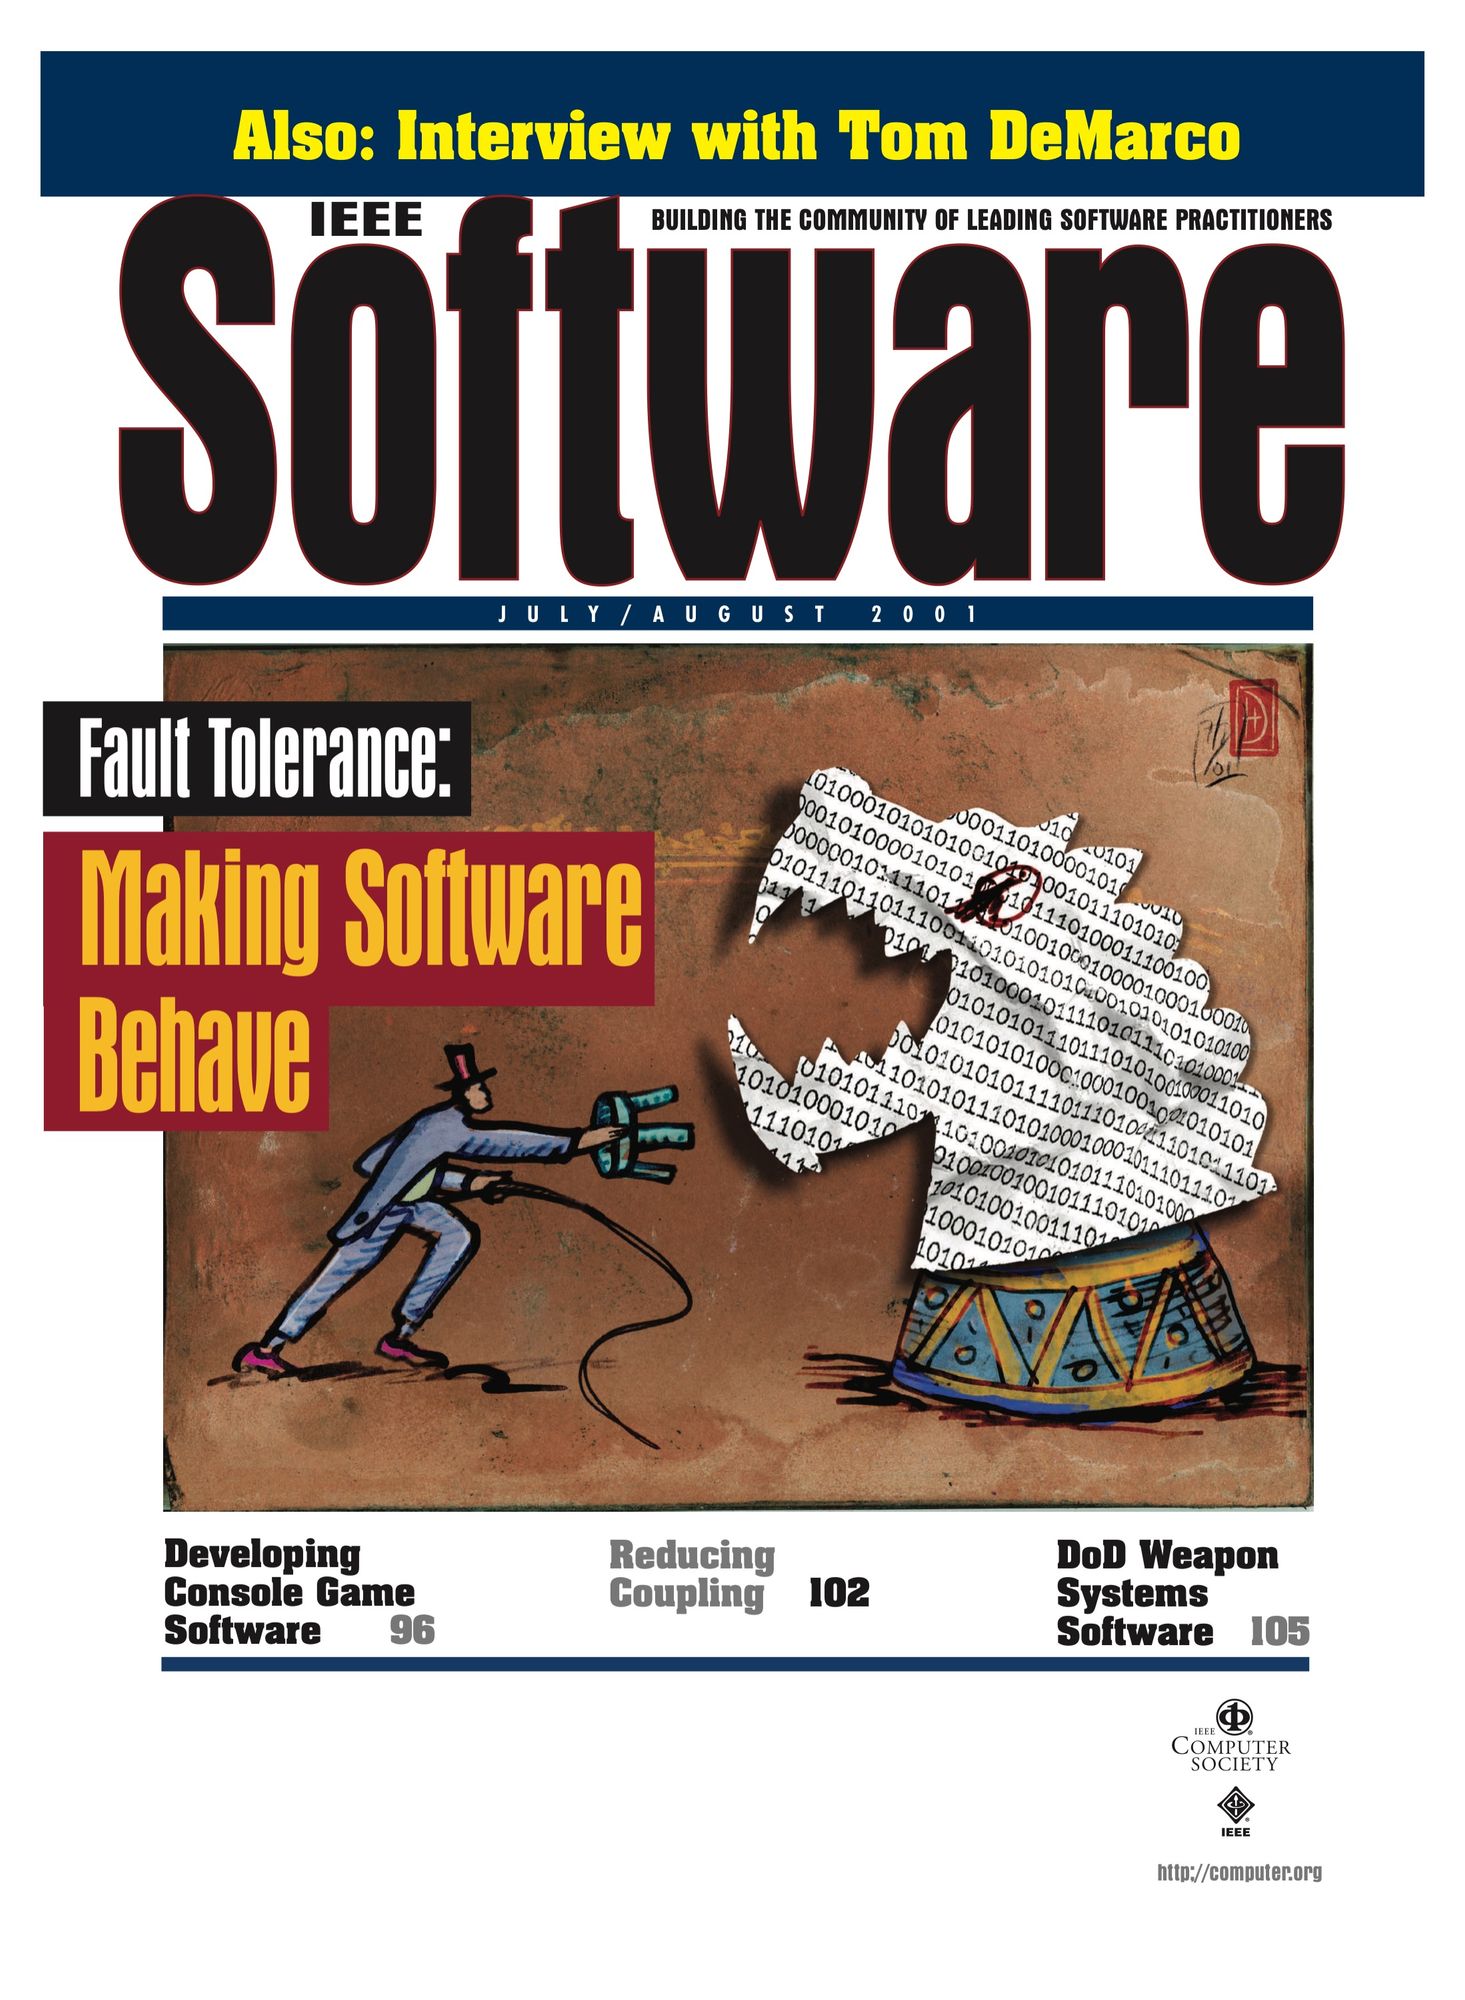 Also: Interview with Tom DeMarco
IEEE
BUILDING THE COMMUNITY OF LEADING SOFTWARE PRACTITIONERS
Software
JULY/AUGUST 2001
Fault Tolerance:
Making Software
Behave
Developing
Console Game
Software 96
Reducing
Coupling 102
DoD Weapon
Systems
Software 105
IEEE
COMPUTER
SOCIETY
IEEE
http://computer.org